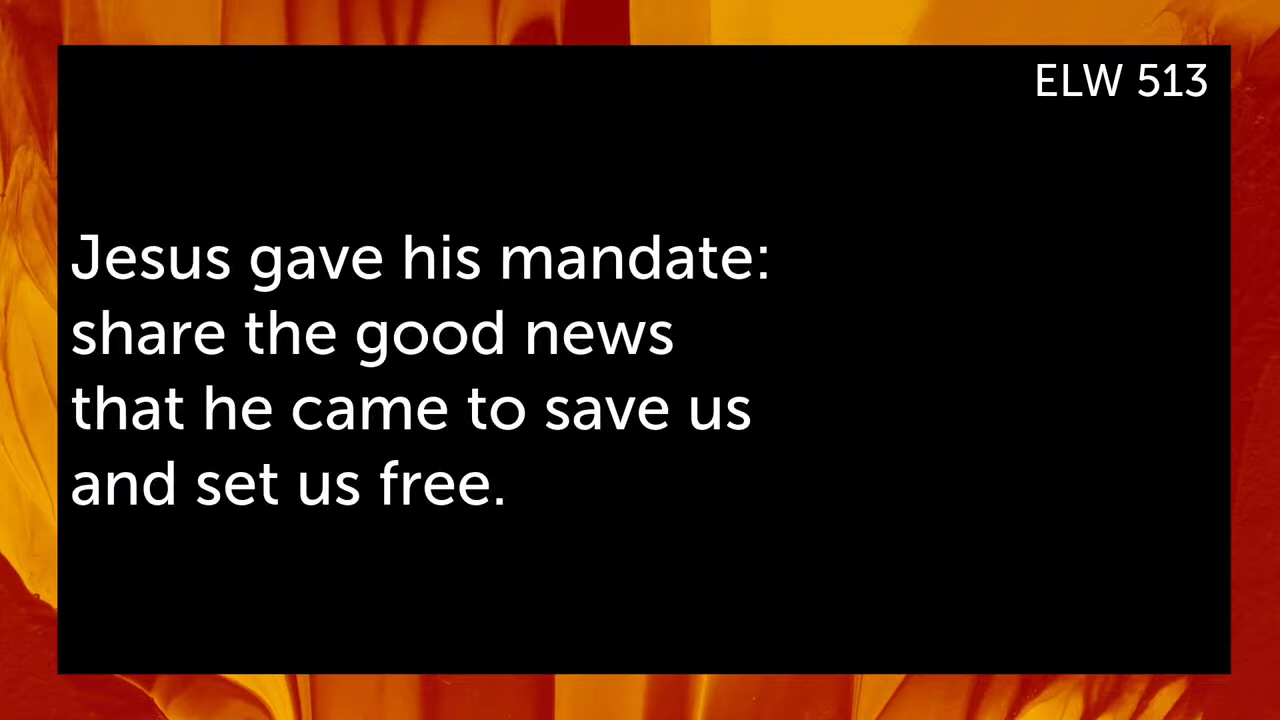 ELW 513
Jesus gave his mandate:
share the good news
that he came to save us
and set us free.